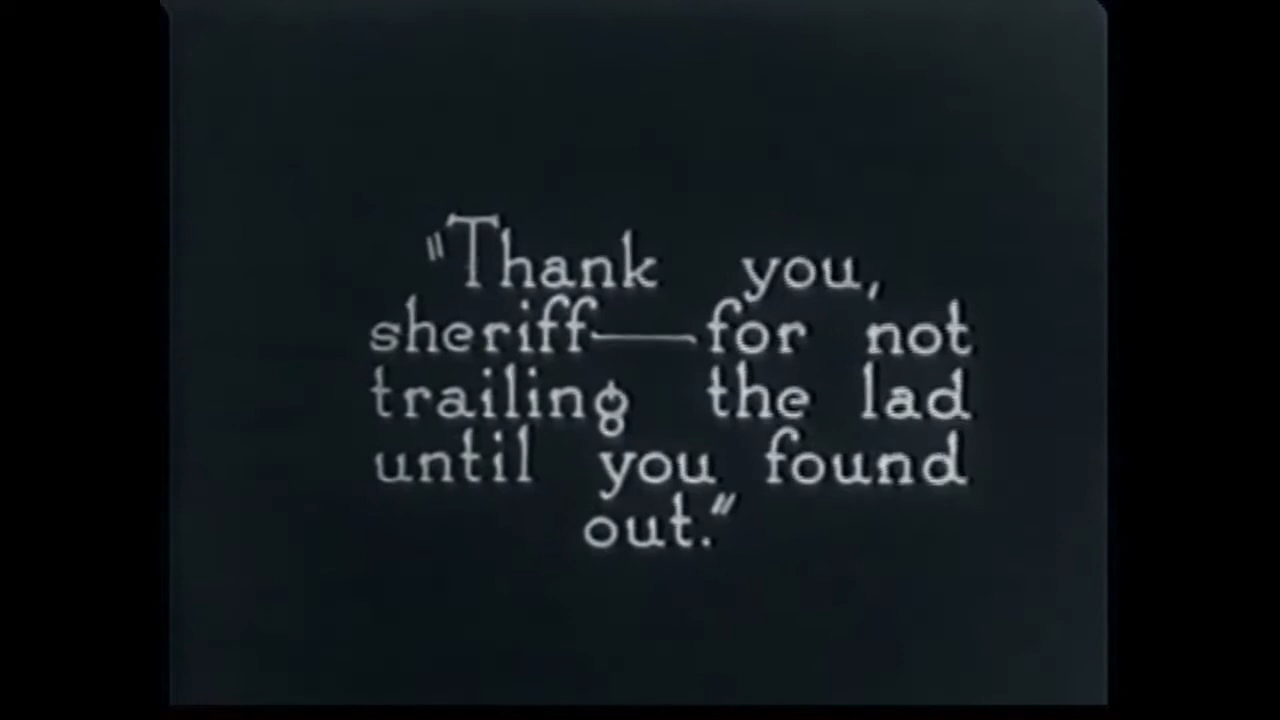 "Thank you,
sheriff—for not
trailing the lad
until you found
out."